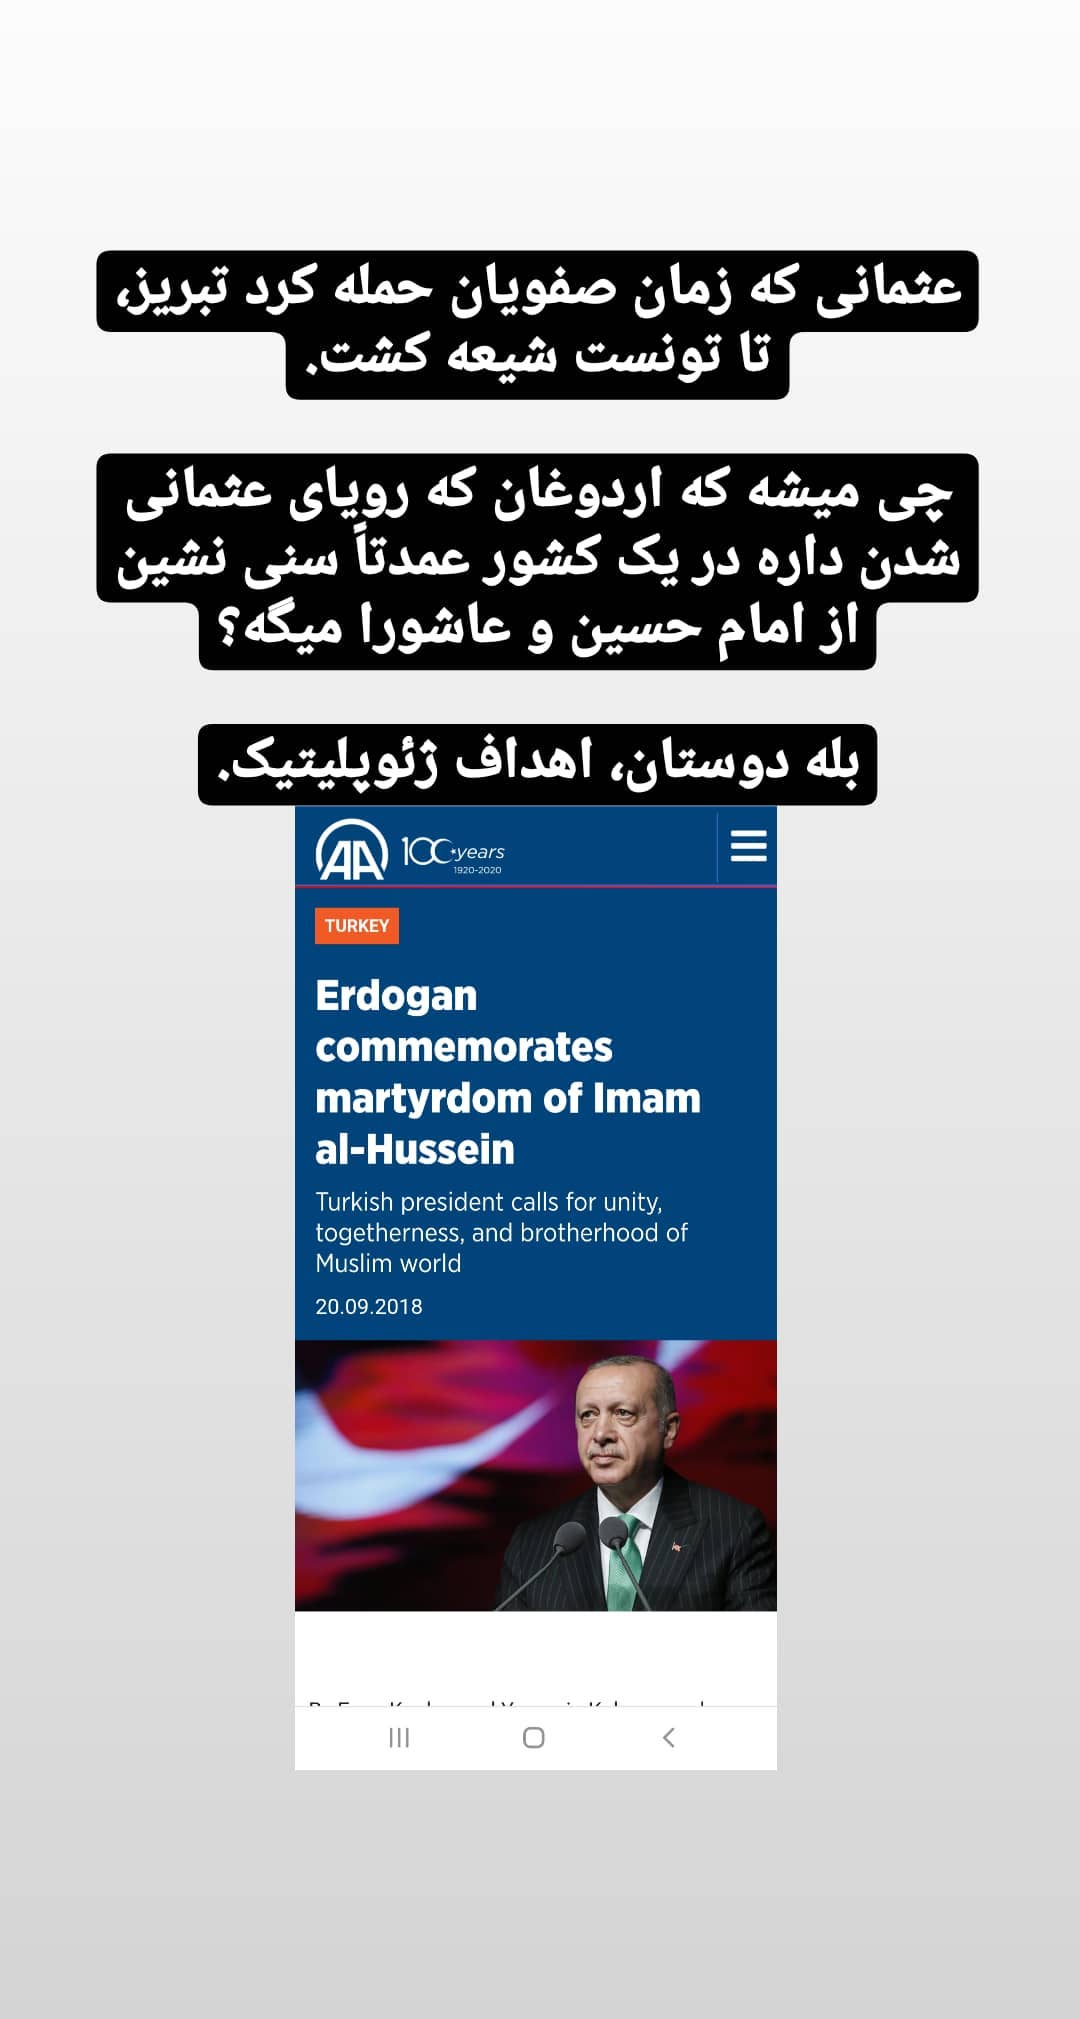 عثمانی که زمان صفویان حمله کرد تبریز،
تا تونست شیعه کشت.
چی میشه که اردوغان که رویای عثمانی
شدن داره در یک کشور عمدتاً سنی نشین
از امام حسین و عاشورا میگه؟
بله دوستان، اهداف ژئوپلیتیک.
AA 100 years
1920-2020
TURKEY
Erdogan
commemorates
martyrdom of Imam
al-Hussein
Turkish president calls for unity,
togetherness, and brotherhood of
Muslim world
20.09.2018